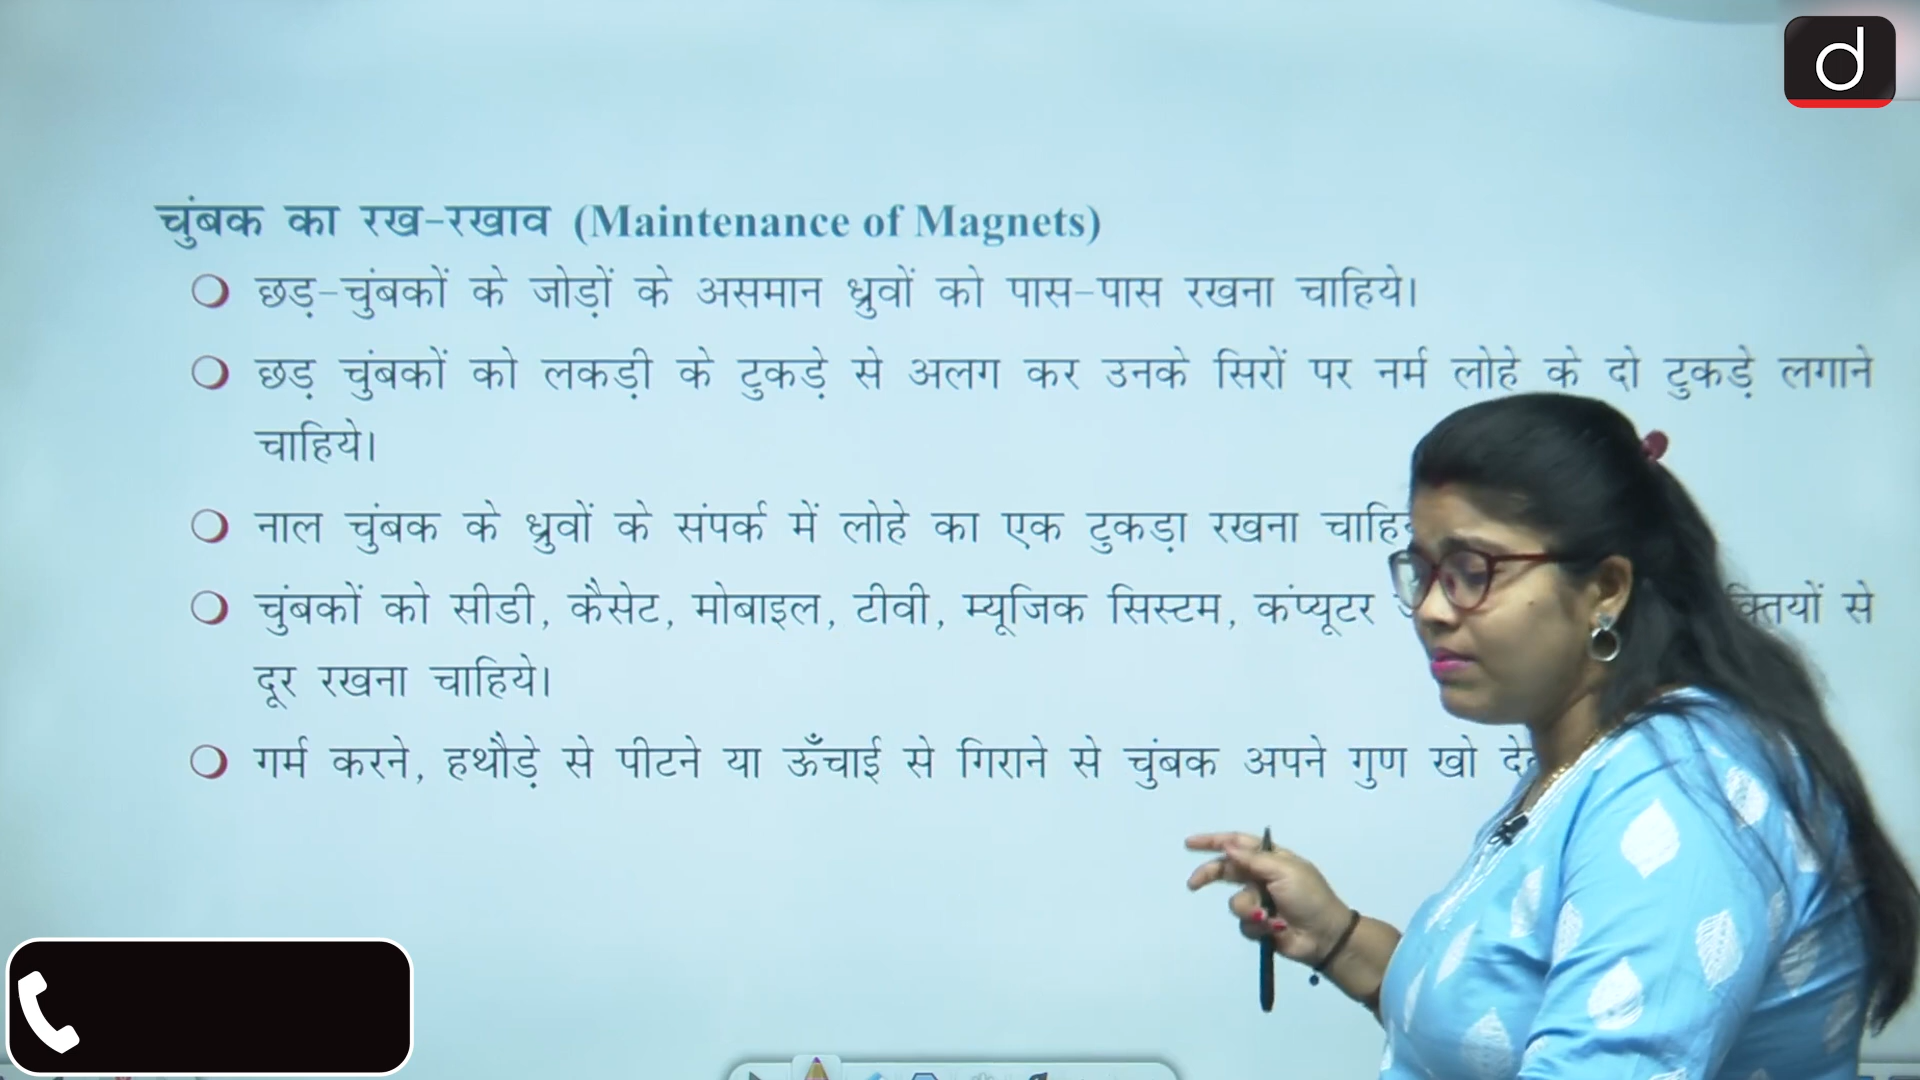 d
चुंबक का रख-रखाव (Maintenance of Magnets)
छड़-चुंबकों के जोड़ों के असमान ध्रुवों को पास-पास रखना चाहिये।
छड़ चुंबकों को लकड़ी के टुकड़े से अलग कर उनके सिरों पर नर्म लोहे के दो टुकड़े लगाने
चाहिये।
नाल चुंबक के ध्रुवों के संपर्क में लोहे का एक टुकड़ा रखना
चुंबकों को सीडी, कैसेट, मोबाइल, टीवी, म्यूजिक सिस्टम, कंप्यूटर से
दूर रखना चाहिये।
गर्म करने, हथौड़े से पीटने या ऊँचाई से गिराने से चुंबक अपने गुण खो